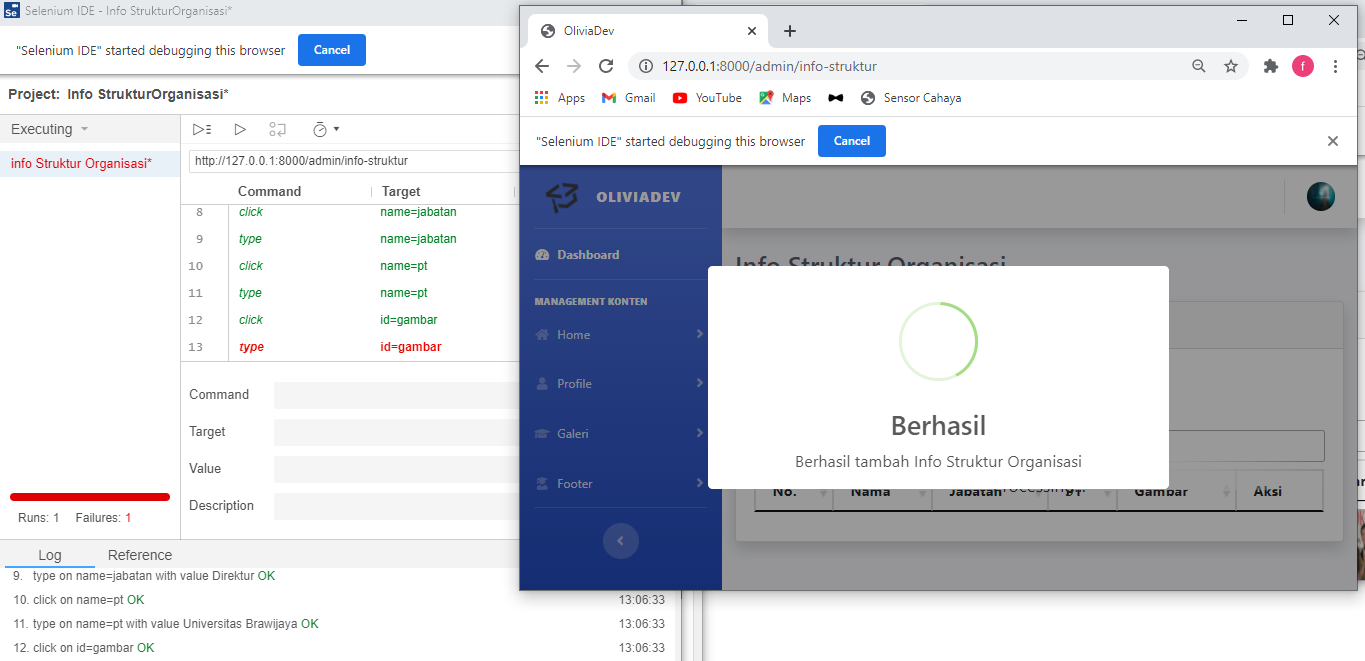 Selenium IDE - Info StrukturOrganisasi*
"Selenium IDE" started debugging this browser
Cancel
Project: Info StrukturOrganisasi*
Executing
info Struktur Organisasi*
http://127.0.0.1:8000/admin/info-struktur
Command Target
8 click name=jabatan
9 type name=jabatan
10 click name=pt
11 type name=pt
12 click id=gambar
13 type id=gambar
Command
Target
Value
Description
Runs: 1 Failures: 1
Log Reference
9. type on name=jabatan with value Direktur OK
10. click on name=pt OK 13:06:33
11. type on name=pt with value Universitas Brawijaya OK 13:06:33
12. click on id=gambar OK 13:06:33
OliviaDev
127.0.0.1:8000/admin/info-struktur
f
Apps Gmail YouTube Maps Sensor Cahaya
"Selenium IDE" started debugging this browser
Cancel
OLIVIADEV
Dashboard
MANAGEMENT KONTEN
Home
Profile
Galeri
Footer
Info Struktur Organisasi
Berhasil
Berhasil tambah Info Struktur Organisasi
No. Nama Jabatan PT Gambar Aksi